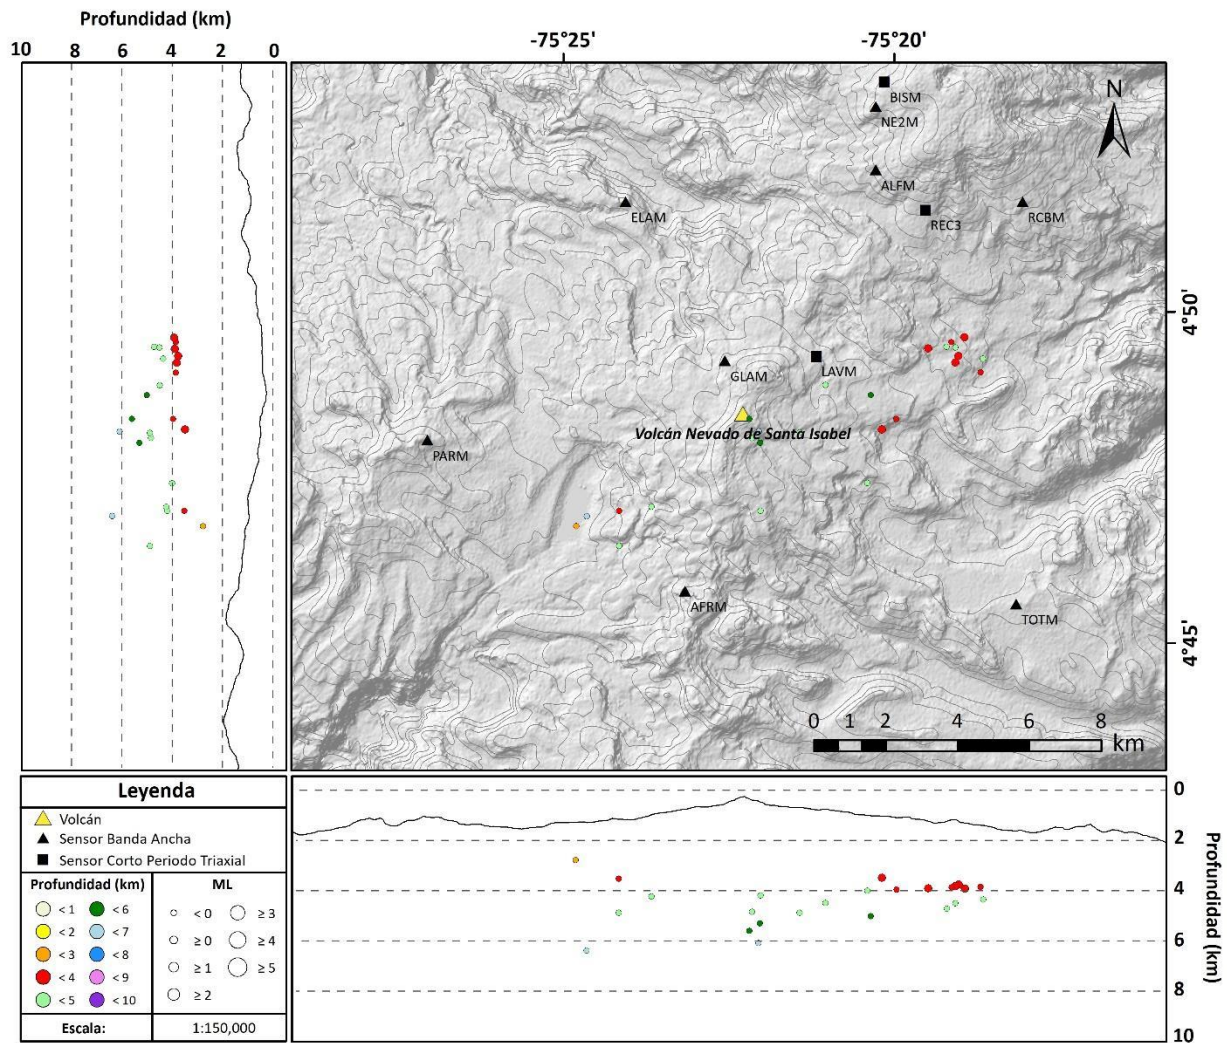 Profundidad (km)
10 8 6 4 2 0
-75°25'
-75°20'
N
BISM
NE2M
ALFM
ELAM
REC3
RCBM
4°50'
GLAM
LAVM
Volcán Nevado de Santa Isabel
PARM
AFRM
TOTM
4°45'
0 1 2 4 6 8
km
Leyenda
Volcán
Sensor Banda Ancha
Sensor Corto Periodo Triaxial
Profundidad (km)
< 1 < 6
< 2 < 7
< 3 < 8
< 4 < 9
< 5 < 10
ML
< 0 ≥ 3
≥ 0 ≥ 4
≥ 1 ≥ 5
≥ 2
Escala: 1:150,000
0
2
4
6
8
10
Profundidad
(km)